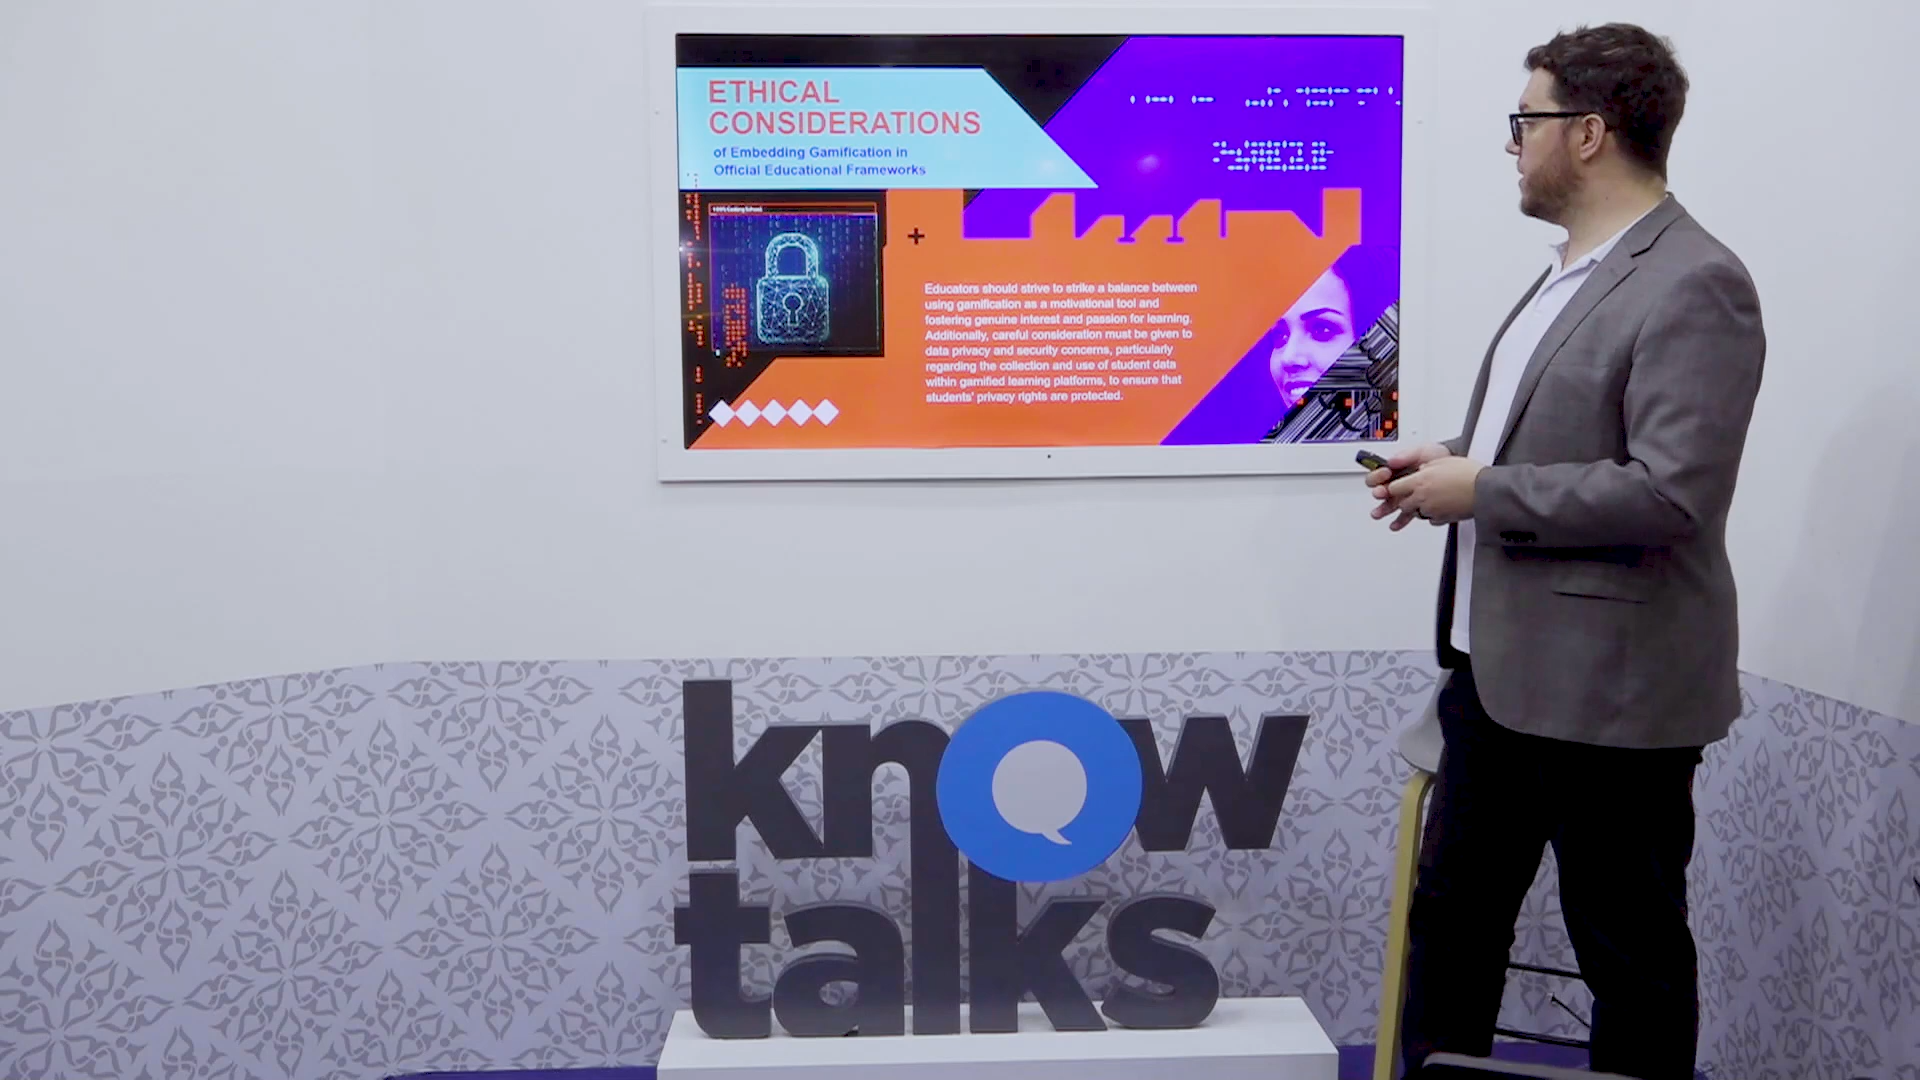 ETHICAL
CONSIDERATIONS
of Embedding Gamification in
Official Educational Frameworks
Educators should strive to strike a balance between
using gamification as a motivational tool and
fostering genuine interest and passion for learning.
Additionally, careful consideration must be given to
data privacy and security concerns, particularly
regarding the collection and use of student data
within gamified learning platforms, to ensure that
students' privacy rights are protected.
know
talks